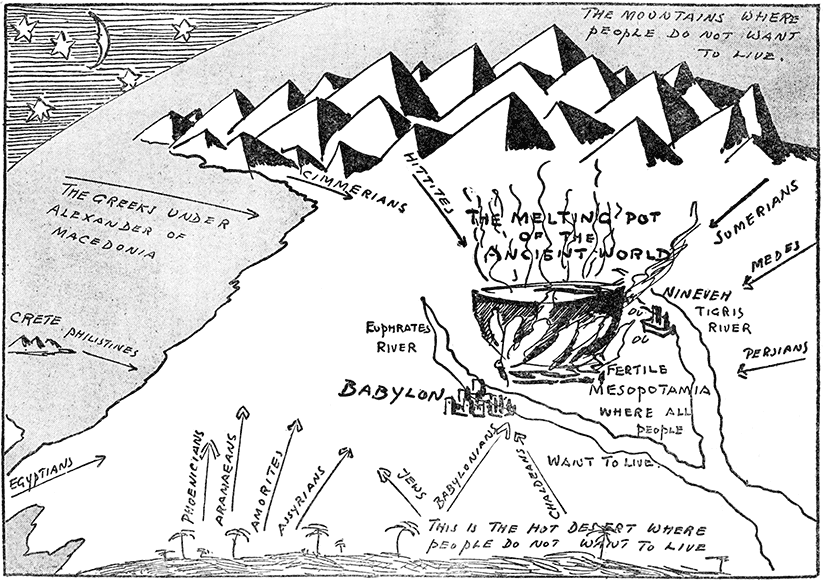 THE MOUNTAINS WHERE
PEOPLE DO NOT WANT
TO LIVE.
CIMMERIANS
HITTITES
THE GREEKS UNDER
ALEXANDER OF
MACEDONIA
THE MELTING POT
OF THE
ANCIENT WORLD
SUMERIANS
MEDES
NINEVEH
TIGRIS
RIVER
CRETE
PHILISTINES
EUPHRATES
RIVER
PERSIANS
FERTILE
MESOPOTAMIA
WHERE ALL
PEOPLE
WANT TO LIVE.
BABYLON
EGYPTIANS
PHOENICIANS
ARANAEANS
AMORITES
ASSYRIANS
JEWS
BABYLONIANS
CHALDEANS
THIS IS THE HOT DESERT WHERE
PEOPLE DO NOT WANT TO LIVE